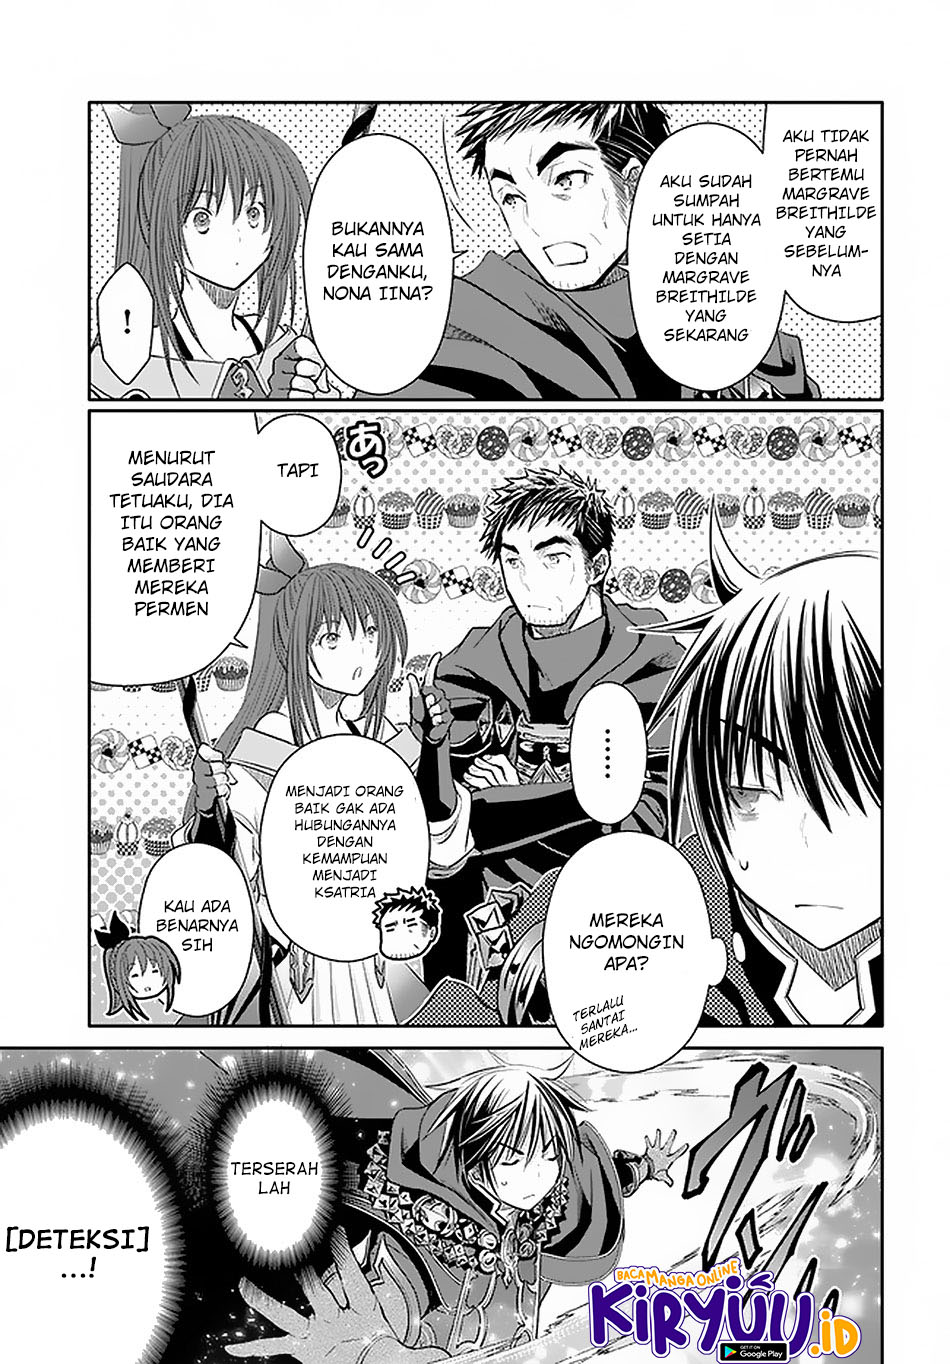 AKU TIDAK
PERNAH
BERTEMU
MARGRAVE
BREITHILDE
YANG
SEBELUM-
NYA
AKU SUDAH
SUMPAH
UNTUK HANYA
SETIA
DENGAN
MARGRAVE
BREITHILDE
YANG
SEKARANG
BUKANNYA
KAU SAMA
DENGANKU,
NONA IINA?
!
あっ
TAPI
MENURUT
SAUDARA
TETUAKU, DIA
ITU ORANG
BAIK YANG
MEMBERI
MEREKA
PERMEN
MENJADI ORANG
BAIK GAK ADA
HUBUNGANNYA
DENGAN
KEMAMPUAN
MENJADI
KSATRIA
KAU ADA
BENARNYA
SIH
......
MEREKA
NGOMONGIN
APA?
TERLALU
SANTAI
MEREKA...
TERSERAH
LAH
[DETEKSI]
...!
BACA MANGA ONLINE
KIRYUU.ID
GET IT ON
Google Play